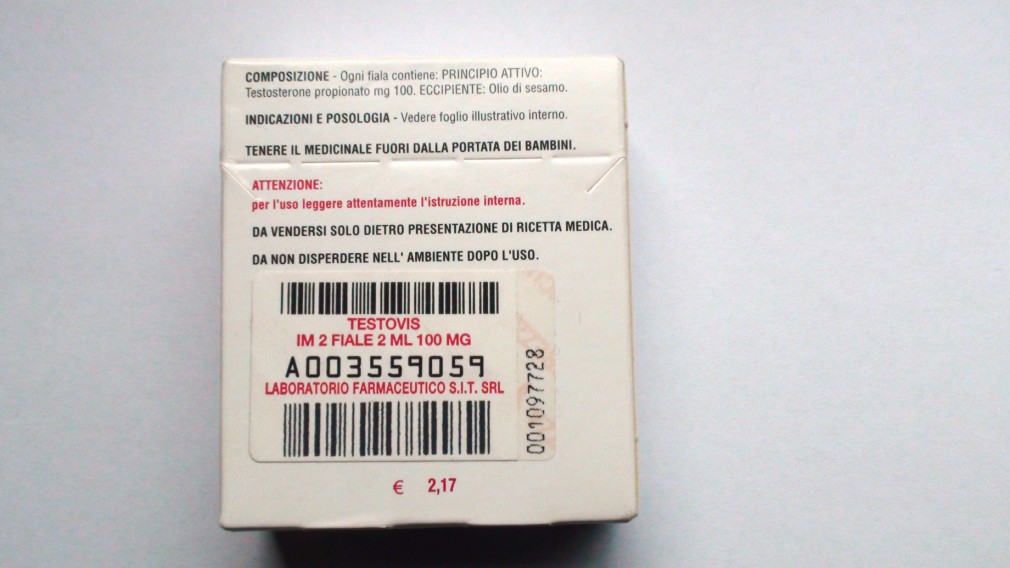 COMPOSIZIONE - Ogni fiala contiene: PRINCIPIO ATTIVO:
Testosterone propionato mg 100. ECCIPIENTE: Olio di sesamo.
INDICAZIONI E POSOLOGIA - Vedere foglio illustrativo interno.
TENERE IL MEDICINALE FUORI DALLA PORTATA DEI BAMBINI.
ATTENZIONE:
per l'uso leggere attentamente l'istruzione interna.
DA VENDERSI SOLO DIETRO PRESENTAZIONE DI RICETTA MEDICA.
DA NON DISPERDERE NELL' AMBIENTE DOPO L'USO.
TESTOVIS
IM 2 FIALE 2 ML 100 MG
A003559059
LABORATORIO FARMACEUTICO S.I.T. SRL
001097728
€ 2,17